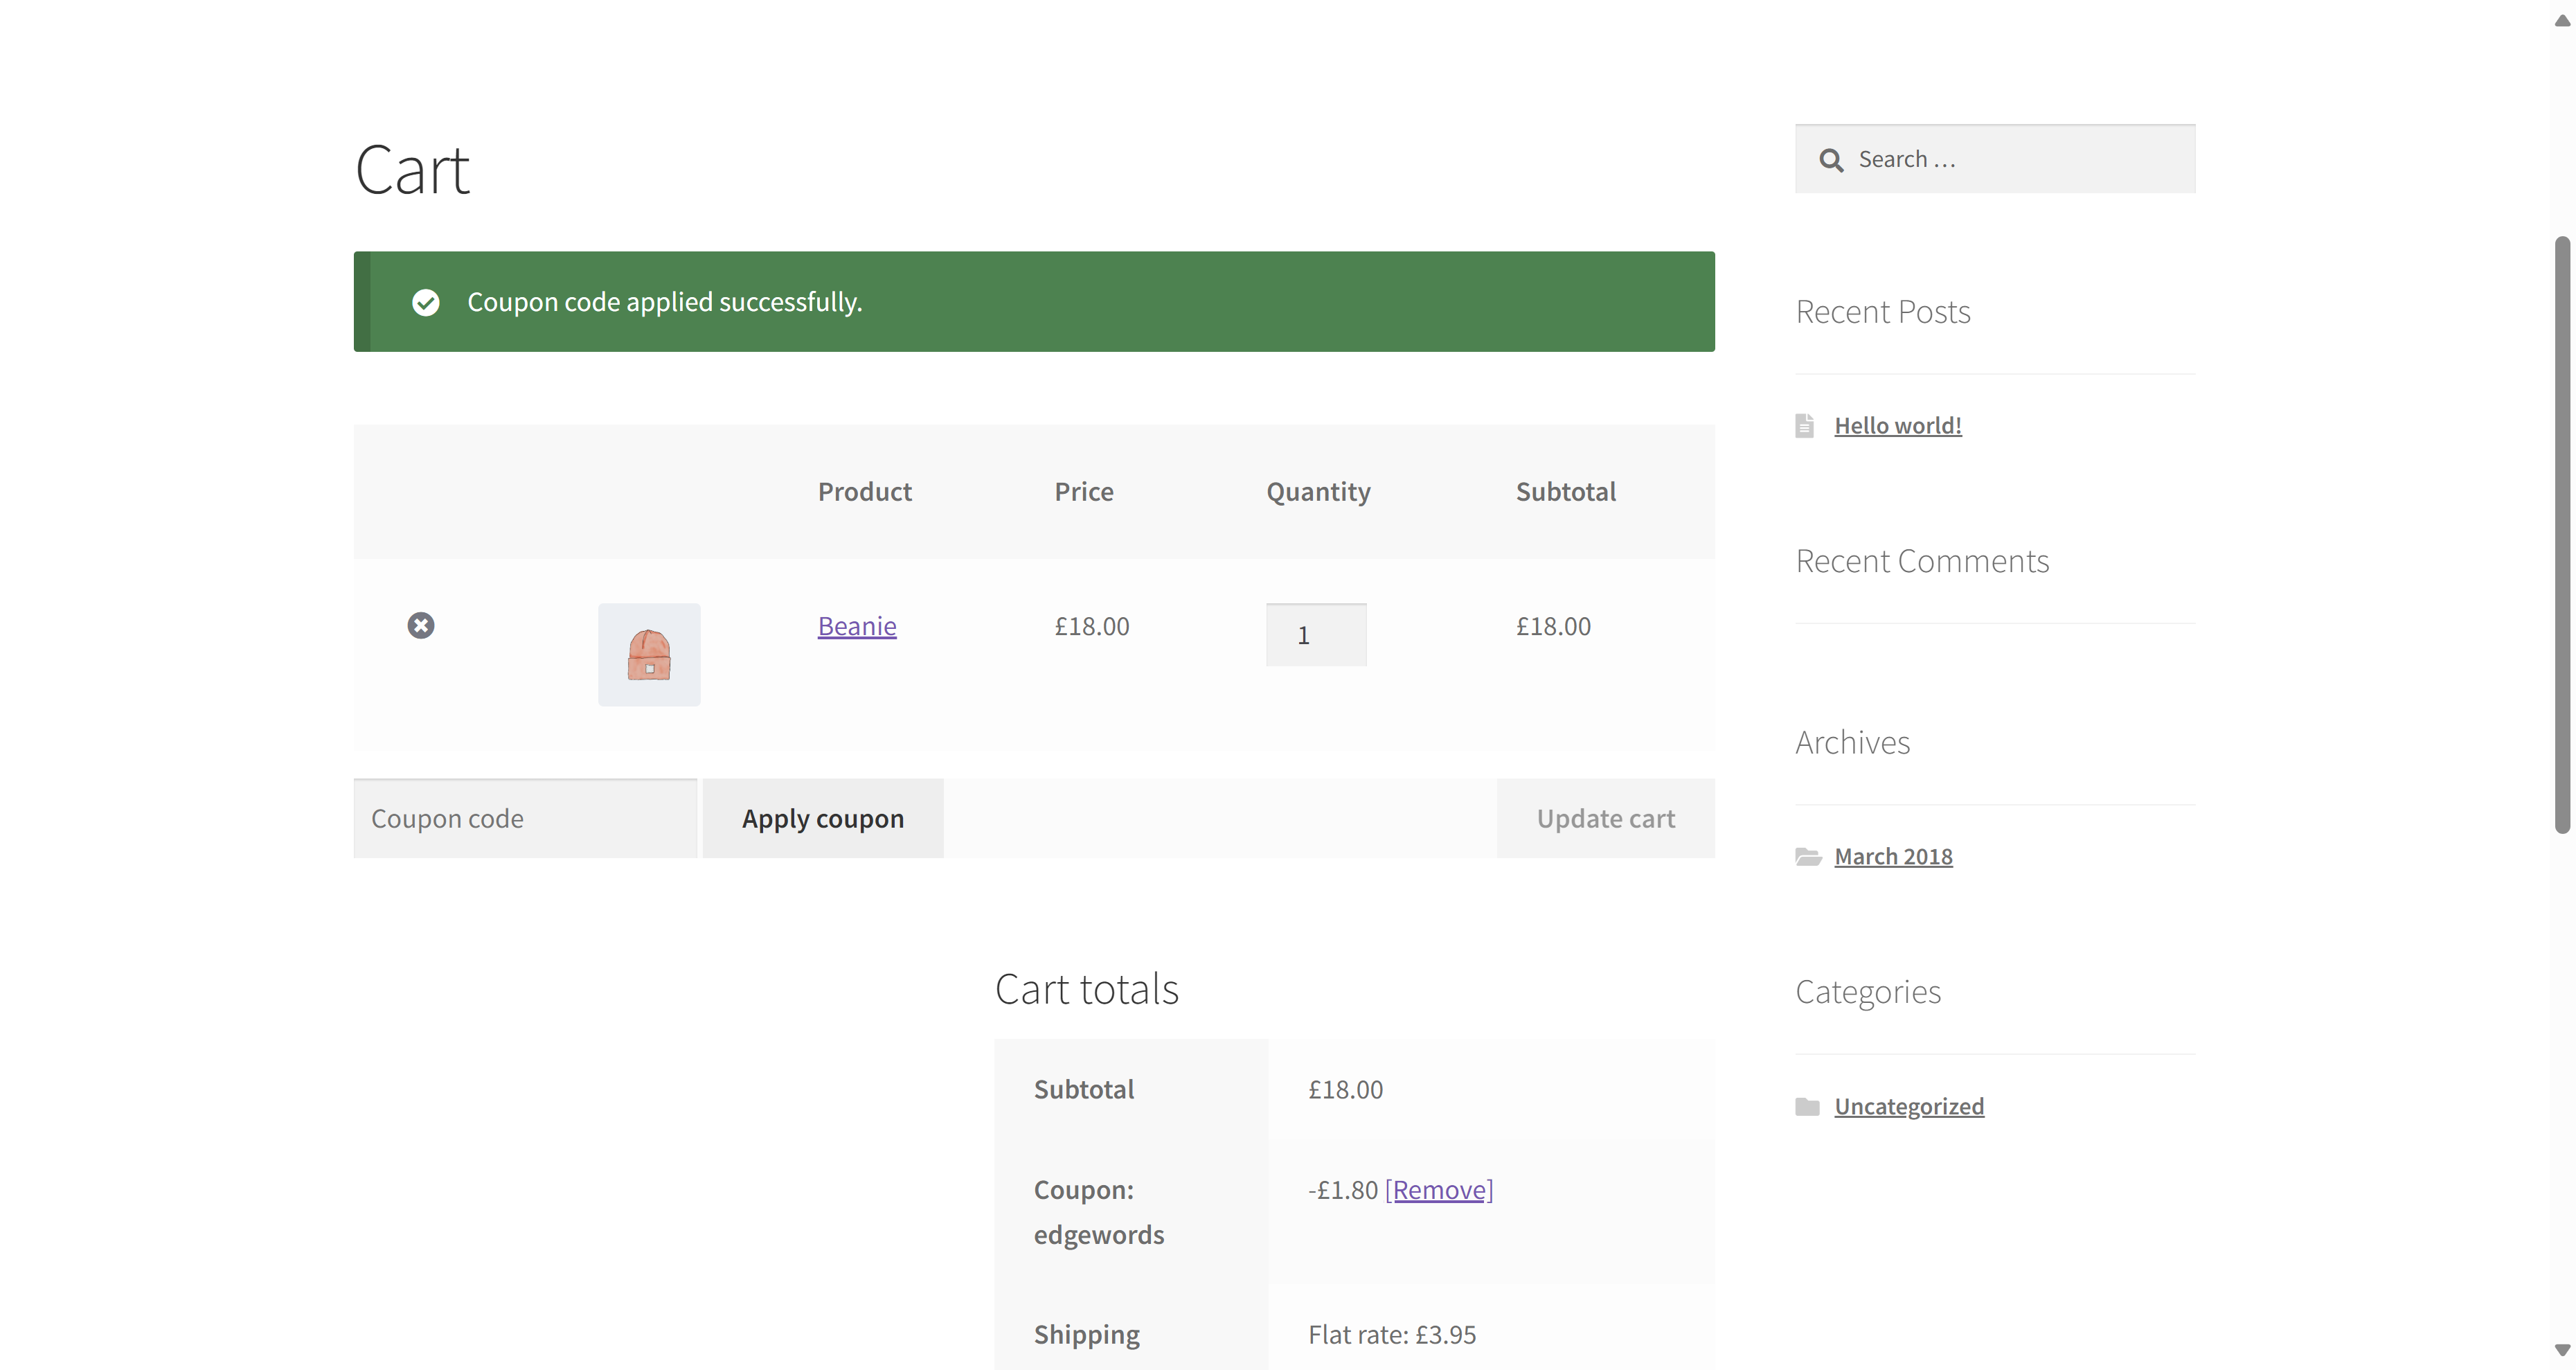 Cart
Coupon code applied successfully.
Product Price Quantity Subtotal
Beanie £18.00 1 £18.00
Coupon code Apply coupon Update cart
Cart totals
Subtotal £18.00
Coupon: edgewords -£1.80 [Remove]
Shipping Flat rate: £3.95
Search …
Recent Posts
Hello world!
Recent Comments
Archives
March 2018
Categories
Uncategorized